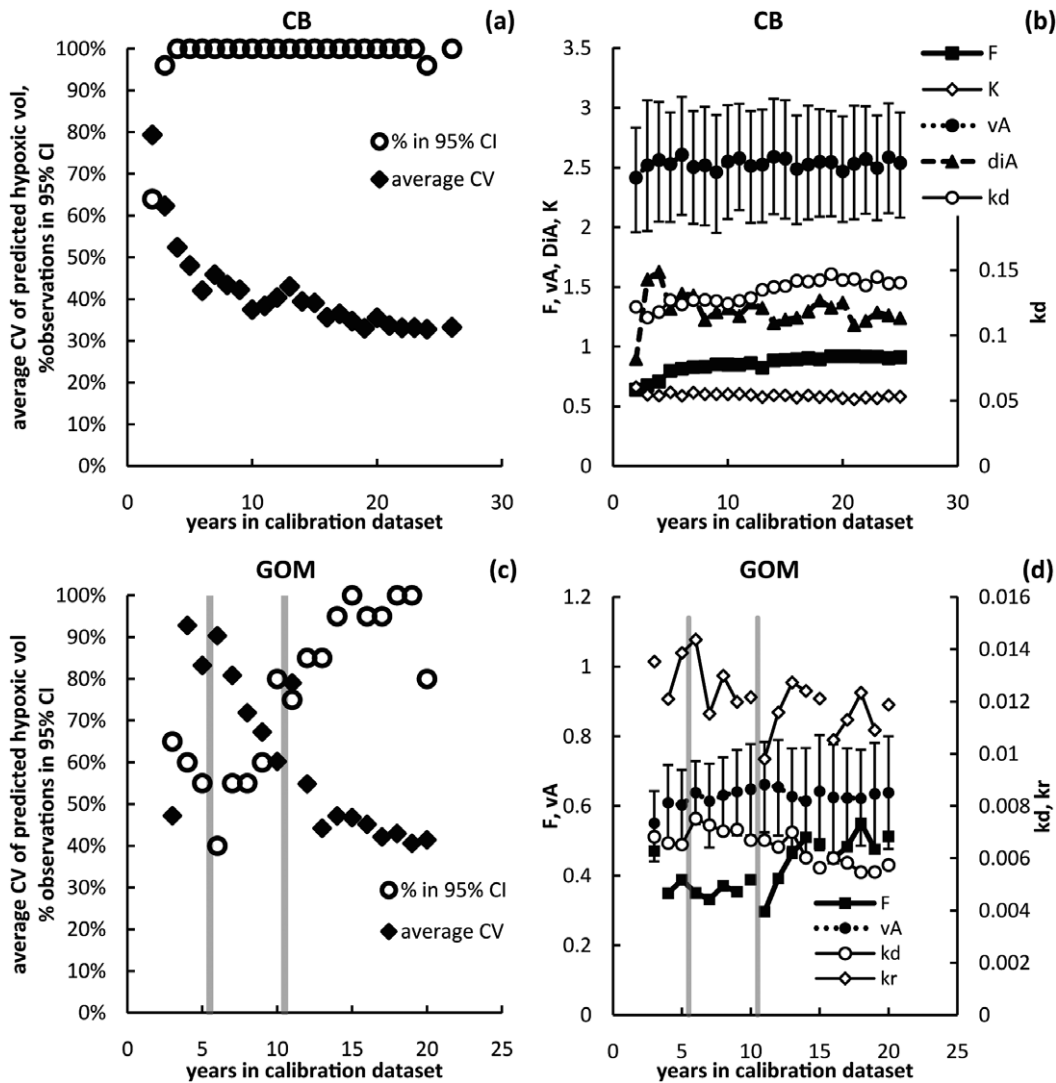 CB
(a)
average CV of predicted hypoxic vol,
%observations in 95% CI
100%
90%
80%
70%
60%
50%
40%
30%
20%
10%
0%
% in 95% CI
average CV
0 10 20 30
years in calibration dataset
CB
(b)
F, vA, DiA, K
3.5
3
2.5
2
1.5
1
0.5
0
F
K
vA
diA
kd
0.15
0.1
0.05
0
kd
0 10 20 30
years in calibration dataset
GOM
(c)
average CV of predicted hypoxic vol
% observations in 95% CI
100%
90%
80%
70%
60%
50%
40%
30%
20%
10%
0%
% in 95% CI
average CV
0 5 10 15 20 25
years in calibration dataset
GOM
(d)
F, vA
1.2
1
0.8
0.6
0.4
0.2
0
F
vA
kd
kr
0.016
0.014
0.012
0.01
0.008
0.006
0.004
0.002
0
kd, kr
0 5 10 15 20 25
years in calibration dataset